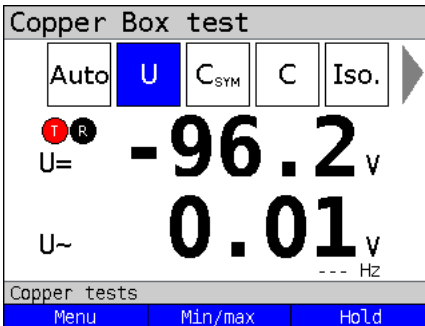 Copper Box test
Auto U CSYM C Iso.
T R
U= -96.2 V
U~ 0.01 V
--- Hz
Copper tests
Menu Min/max Hold